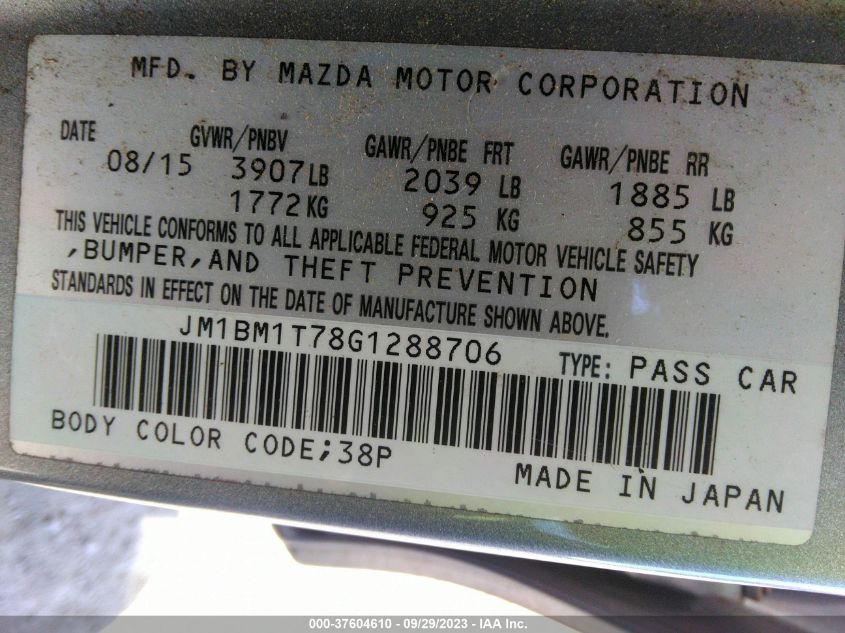 MFD. BY MAZDA MOTOR CORPORATION
DATE GVWR/PNBV GAWR/PNBE FRT GAWR/PNBE RR
08/15 3907LB 2039 LB 1885 LB
1772KG 925 KG 855 KG
THIS VEHICLE CONFORMS TO ALL APPLICABLE FEDERAL MOTOR VEHICLE SAFETY
,BUMPER,AND THEFT PREVENTION
STANDARDS IN EFFECT ON THE DATE OF MANUFACTURE SHOWN ABOVE.
JM1BM1T78G1288706 TYPE: PASS CAR
BODY COLOR CODE;38P
MADE IN JAPAN
000-37604610 - 09/29/2023 - IAA Inc.